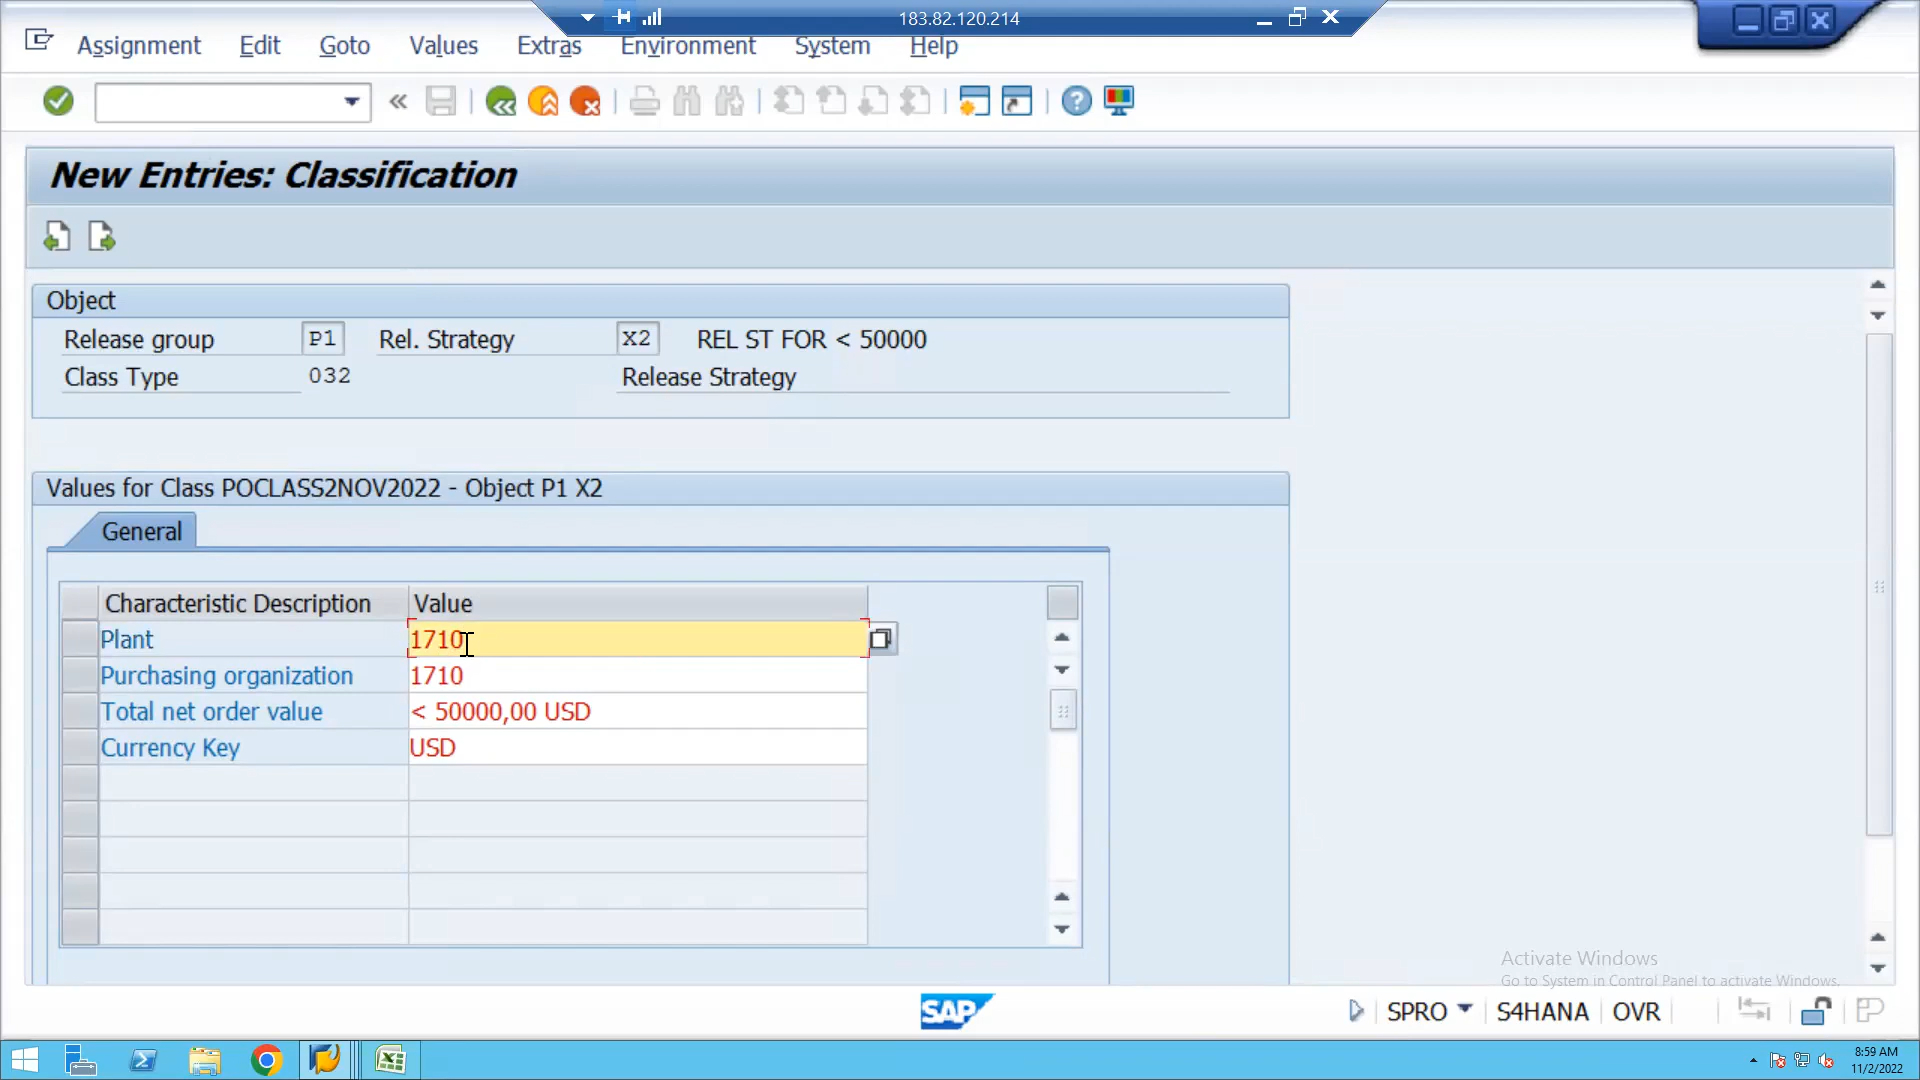 183.82.120.214
Assignment Edit Goto Values Extras Environment System Help
New Entries: Classification
Object
Release group P1 Rel. Strategy X2 REL ST FOR < 50000
Class Type 032 Release Strategy
Values for Class POCLASS2NOV2022 - Object P1 X2
General
Characteristic Description Value
Plant 1710
Purchasing organization 1710
Total net order value < 50000,00 USD
Currency Key USD
Activate Windows
Go to System in Control Panel to activate Windows.
SAP SPRO S4HANA OVR
8:59 AM
11/2/2022